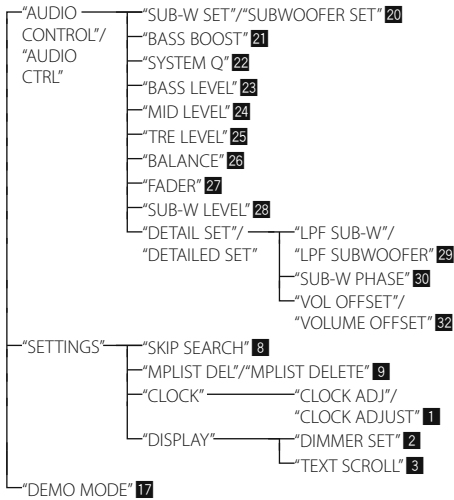 “AUDIO CONTROL”/ “AUDIO CTRL”
“SUB-W SET”/“SUBWOOFER SET” 20
“BASS BOOST” 21
“SYSTEM Q” 22
“BASS LEVEL” 23
“MID LEVEL” 24
“TRE LEVEL” 25
“BALANCE” 26
“FADER” 27
“SUB-W LEVEL” 28
“DETAIL SET”/
“DETAILED SET”
“LPF SUB-W”/
“LPF SUBWOOFER” 29
“SUB-W PHASE” 30
“VOL OFFSET”/
“VOLUME OFFSET” 32
“SETTINGS”
“SKIP SEARCH” 8
“MPLIST DEL”/“MPLIST DELETE” 9
“CLOCK”
“CLOCK ADJ”/
“CLOCK ADJUST” 1
“DISPLAY”
“DIMMER SET” 2
“TEXT SCROLL” 3
“DEMO MODE” 17